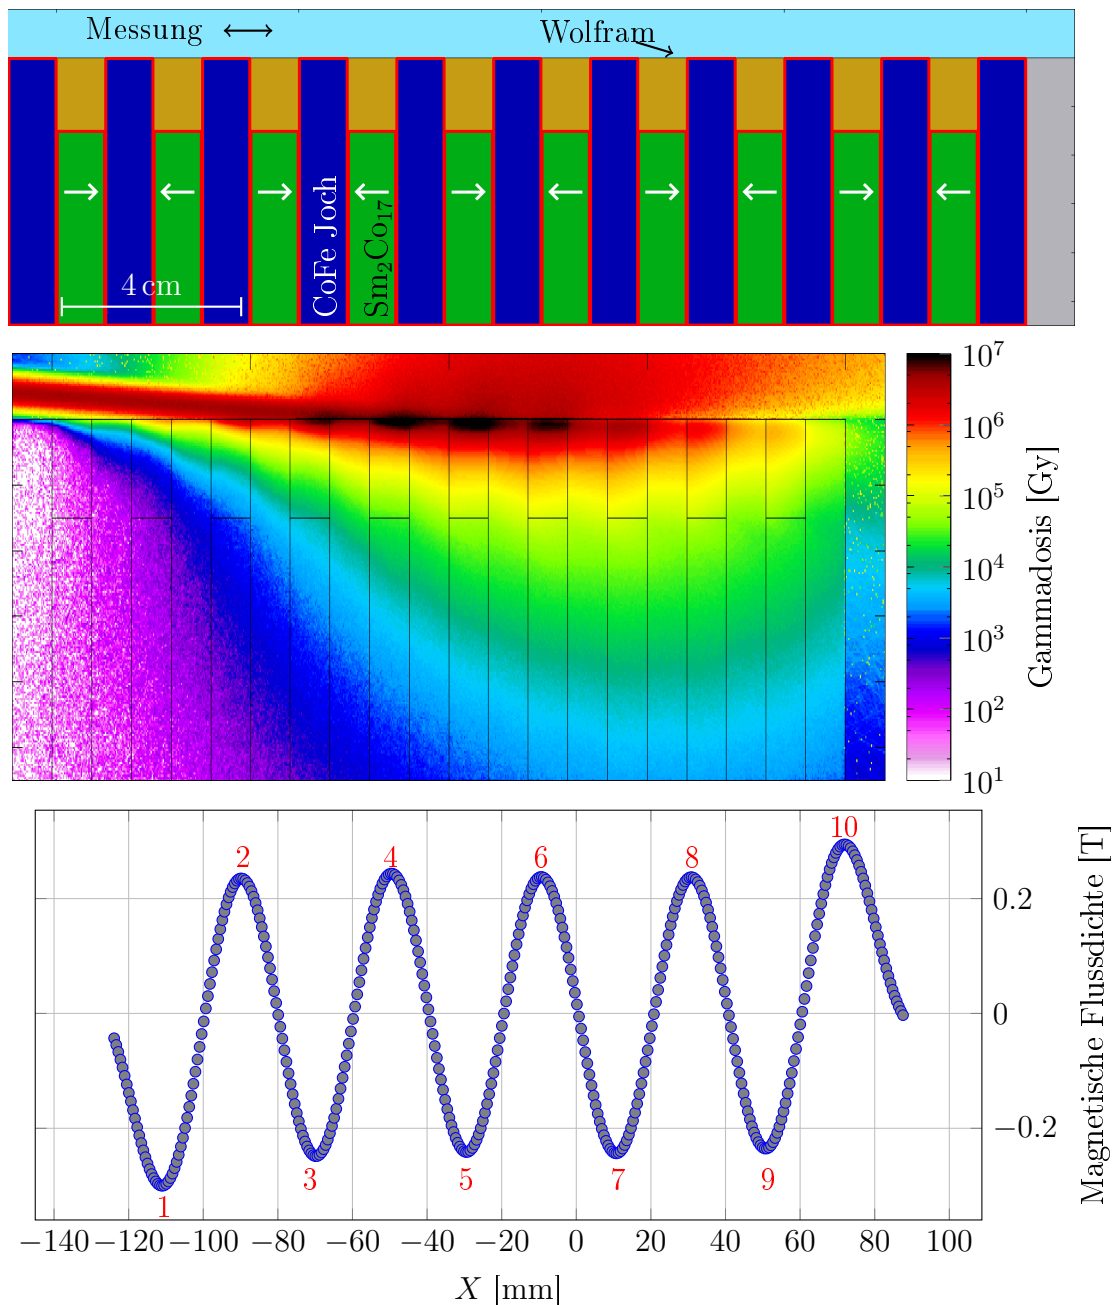 Messung
Wolfram
4 cm
CoFe Joch
Sm₂Co₁₇
10⁷
10⁶
10⁵
10⁴
10³
10²
10¹
Gammadosis [Gy]
1
2
3
4
5
6
7
8
9
10
0.2
0
−0.2
Magnetische Flussdichte [T]
−140 −120 −100 −80 −60 −40 −20 0 20 40 60 80 100
X [mm]